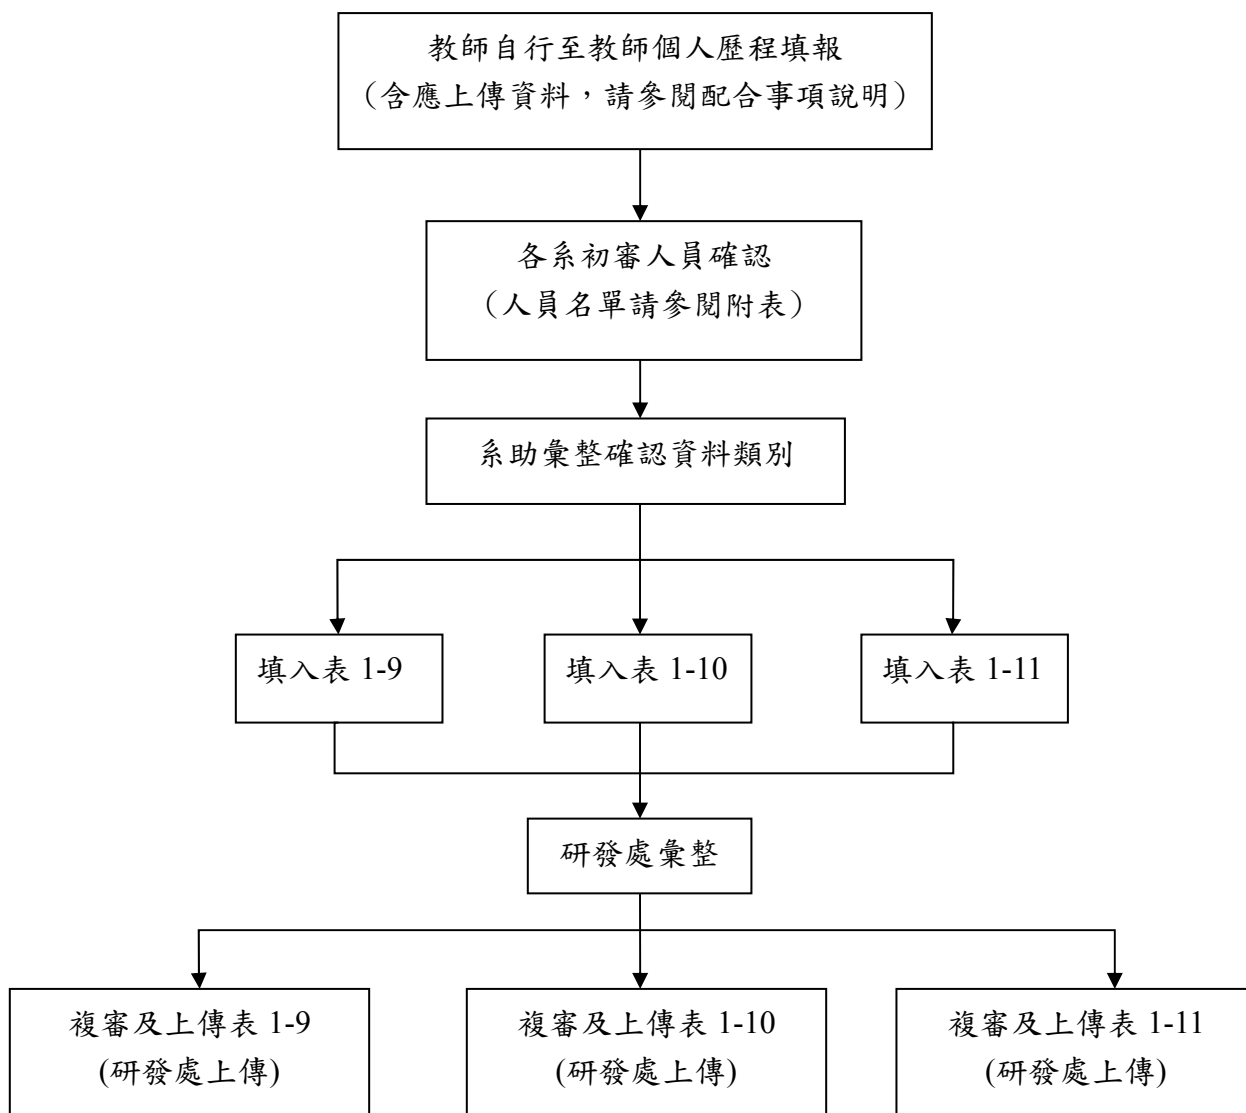 教師自行至教師個人歷程填報
（含應上傳資料，請參閱配合事項說明）
各系初審人員確認
（人員名單請參閱附表）
系助彙整確認資料類別
填入表 1-9
填入表 1-10
填入表 1-11
研發處彙整
複審及上傳表 1-9
(研發處上傳)
複審及上傳表 1-10
(研發處上傳)
複審及上傳表 1-11
(研發處上傳)